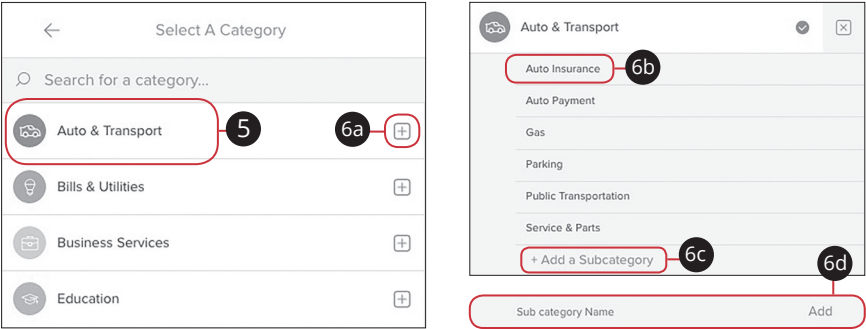 Select A Category
Search for a category...
Auto & Transport
5
6a
Bills & Utilities
Business Services
Education
Auto & Transport
Auto Insurance
6b
Auto Payment
Gas
Parking
Public Transportation
Service & Parts
+ Add a Subcategory
6c
6d
Sub category Name Add